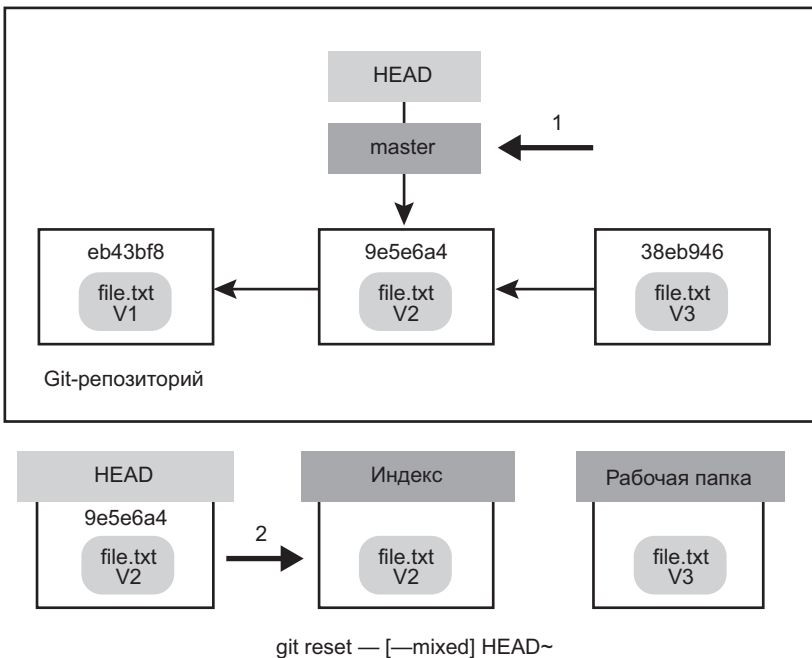 HEAD
1
master
eb43bf8
9e5e6a4
38eb946
file.txt
V1
file.txt
V2
file.txt
V3
Git-репозиторий
HEAD
Индекс
Рабочая папка
9e5e6a4
2
file.txt
V2
file.txt
V2
file.txt
V3
git reset — [—mixed] HEAD~